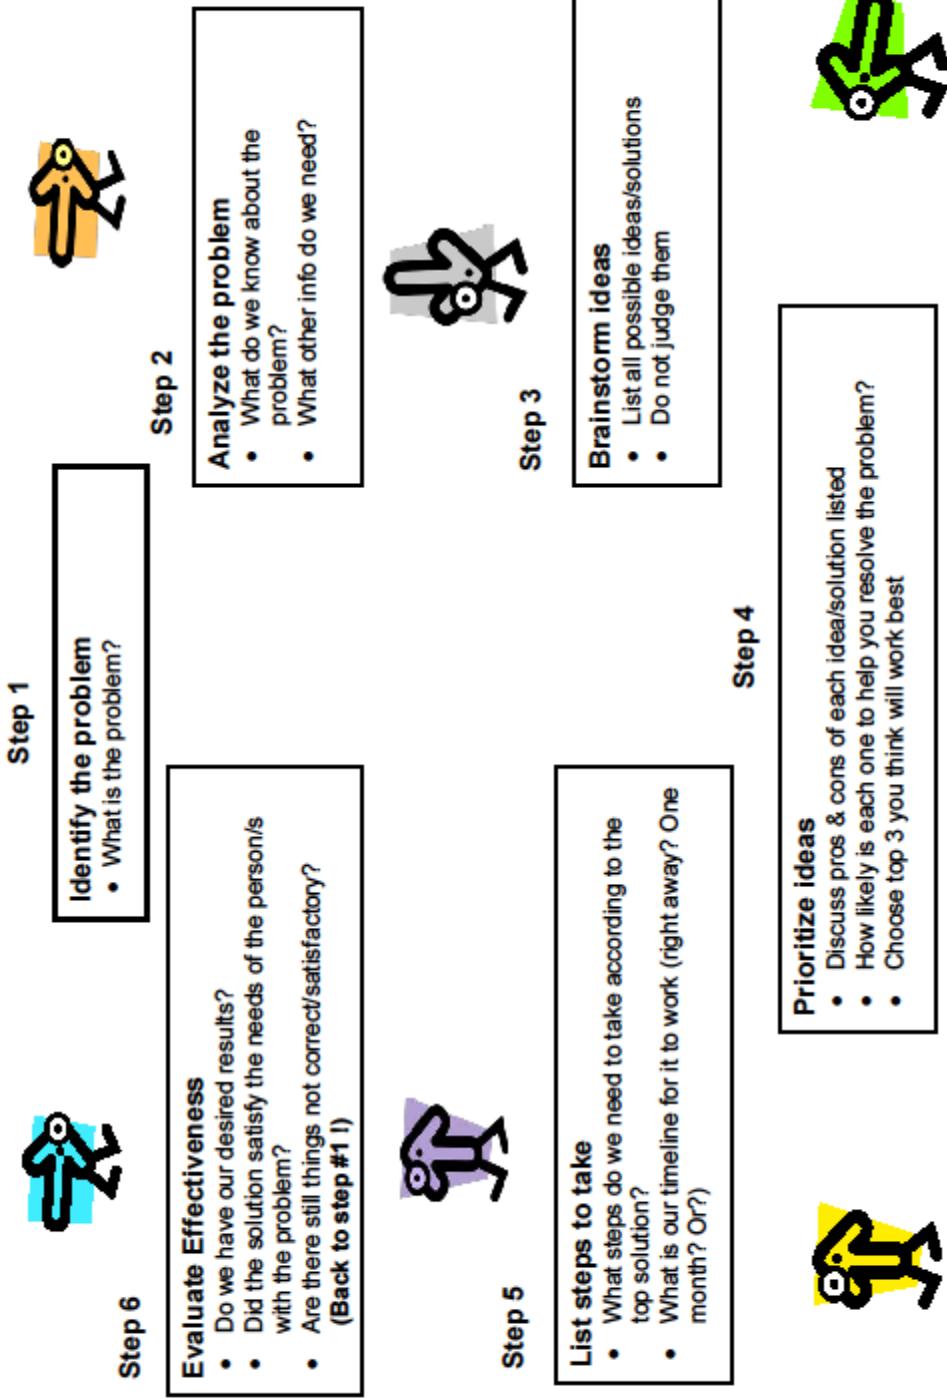 Step 1
Identify the problem
• What is the problem?
Step 2
Analyze the problem
• What do we know about the
problem?
• What other info do we need?
Step 3
Brainstorm ideas
• List all possible ideas/solutions
• Do not judge them
Step 4
Prioritize ideas
• Discuss pros & cons of each idea/solution listed
• How likely is each one to help you resolve the problem?
• Choose top 3 you think will work best
Step 5
List steps to take
• What steps do we need to take according to the
top solution?
• What is our timeline for it to work (right away? One
month? Or?)
Step 6
Evaluate Effectiveness
• Do we have our desired results?
• Did the solution satisfy the needs of the person/s
with the problem?
• Are there still things not correct/satisfactory?
(Back to step #1 !)